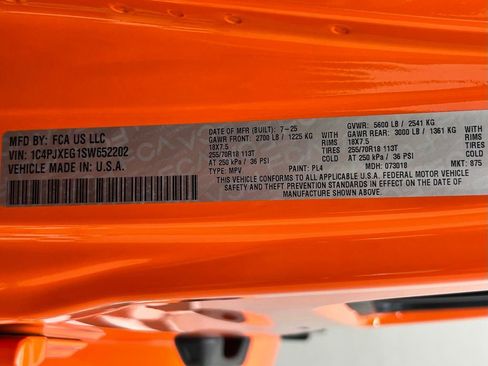 MFD BY: FCA US LLC
VIN: 1C4PJXEG1SW652202
VEHICLE MADE IN: U.S.A.
DATE OF MFR (BUILT): 7-25 GVWR: 5600 LB / 2541 KG
GAWR FRONT: 2700 LB / 1225 KG GAWR REAR: 3000 LB / 1361 KG
18X7.5 RIMS 18X7.5 RIMS
255/70R18 113T TIRES 255/70R18 113T TIRES
AT 250 kPa / 36 PSI AT 250 kPa / 36 PSI
TYPE: MPV PAINT: PL4 MDH: 073018 MKT: 875
THIS VEHICLE CONFORMS TO ALL APPLICABLE U.S.A. FEDERAL MOTOR VEHICLE
SAFETY AND THEFT PREVENTION STANDARDS IN EFFECT ON THE DATE OF
MANUFACTURE SHOWN ABOVE.